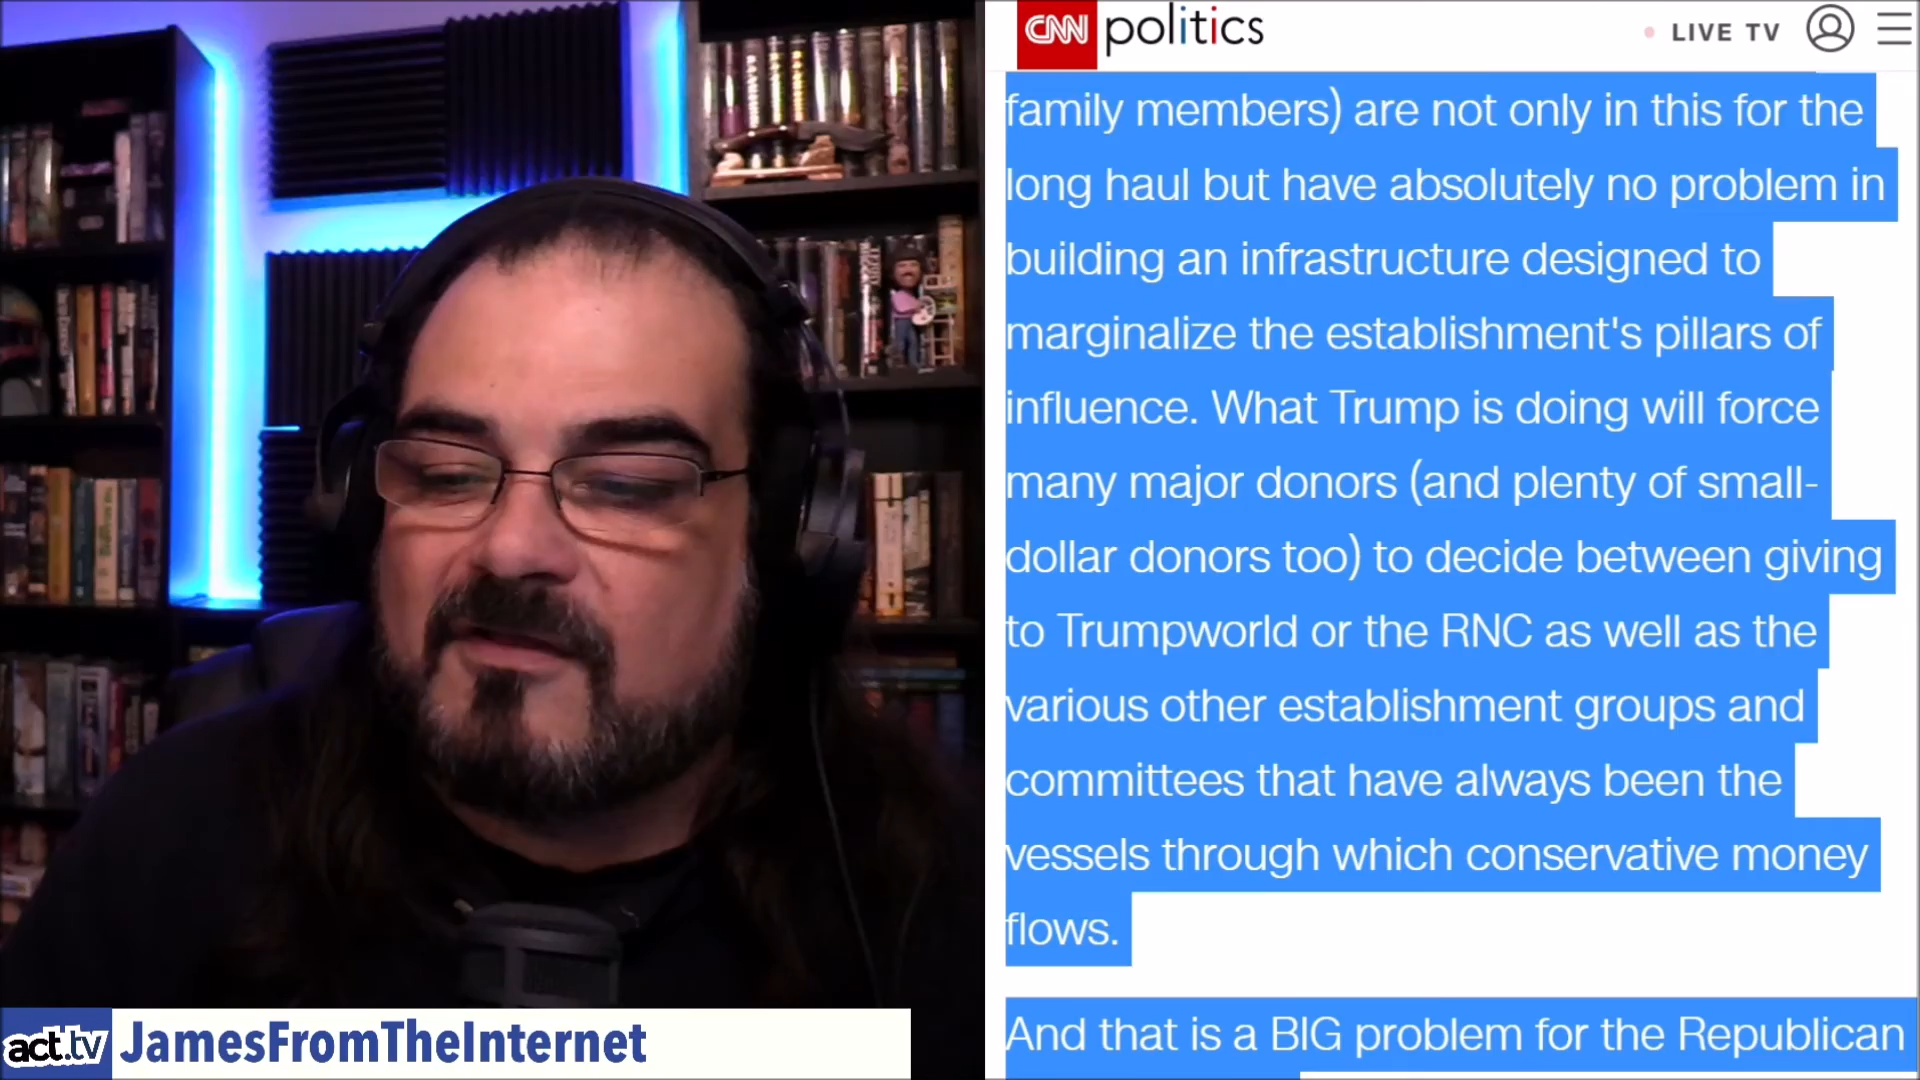 CNN politics
LIVE TV
family members) are not only in this for the
long haul but have absolutely no problem in
building an infrastructure designed to
marginalize the establishment's pillars of
influence. What Trump is doing will force
many major donors (and plenty of small-
dollar donors too) to decide between giving
to Trumpworld or the RNC as well as the
various other establishment groups and
committees that have always been the
vessels through which conservative money
flows.
And that is a BIG problem for the Republican
act.tv JamesFromTheInternet